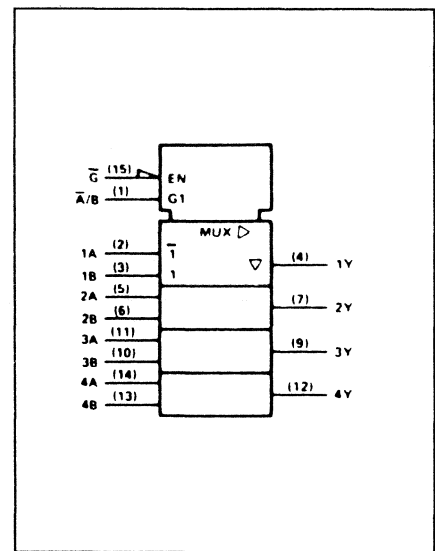 G̅ (15) EN
A̅/B (1) G1
MUX ▷
1A (2) 1̅
1B (3) 1
▽ (4) 1Y
2A (5)
2B (6)
(7) 2Y
3A (11)
3B (10)
(9) 3Y
4A (14)
4B (13)
(12) 4Y